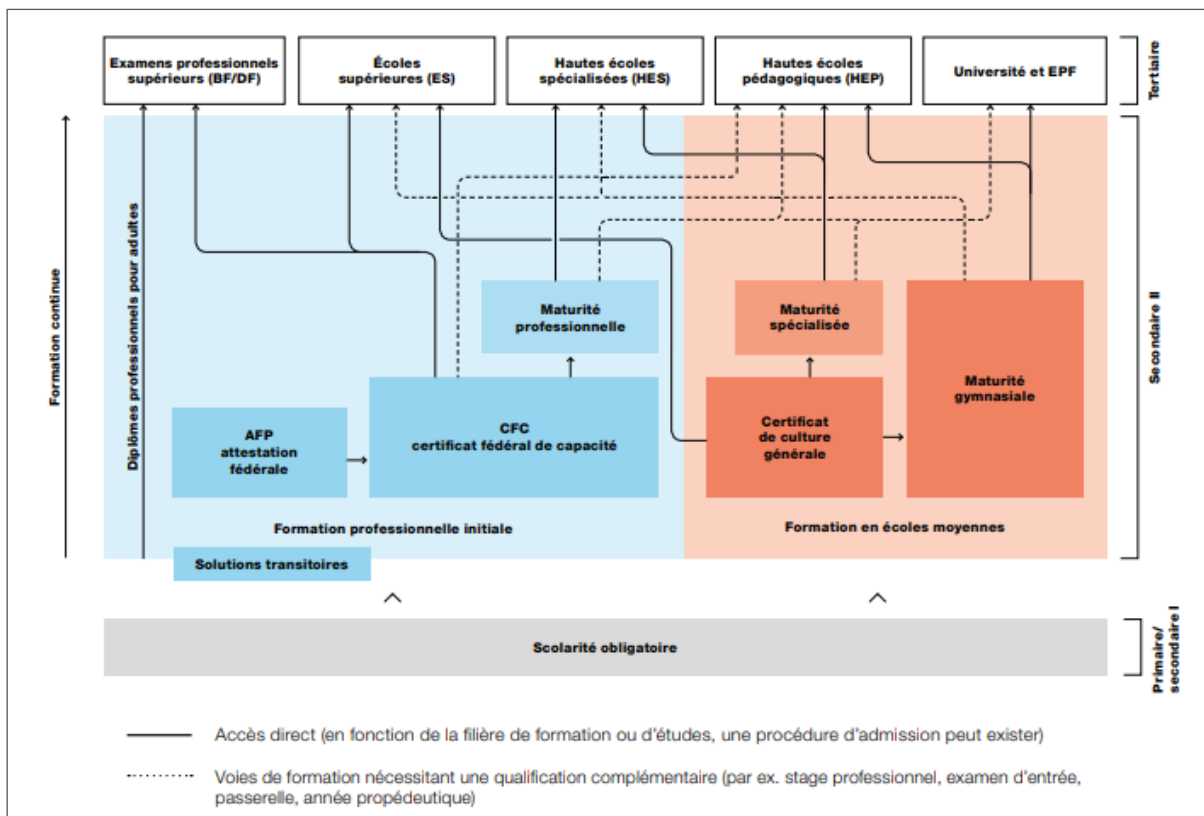 Examens professionnels
supérieurs (BF/DF)
Écoles
supérieures (ES)
Hautes écoles
spécialisées (HES)
Hautes écoles
pédagogiques (HEP)
Université et EPF
Tertiaire
Formation continue
Diplômes professionnels pour adultes
Secondaire II
Maturité
professionnelle
Maturité
spécialisée
Maturité
gymnasiale
AFP
attestation
fédérale
CFC
certificat fédéral de capacité
Certificat
de culture
générale
Formation professionnelle initiale
Formation en écoles moyennes
Solutions transitoires
Scolarité obligatoire
Primaire/
secondaire I
Accès direct (en fonction de la filière de formation ou d'études, une procédure d'admission peut exister)
Voies de formation nécessitant une qualification complémentaire (par ex. stage professionnel, examen d'entrée,
passerelle, année propédeutique)